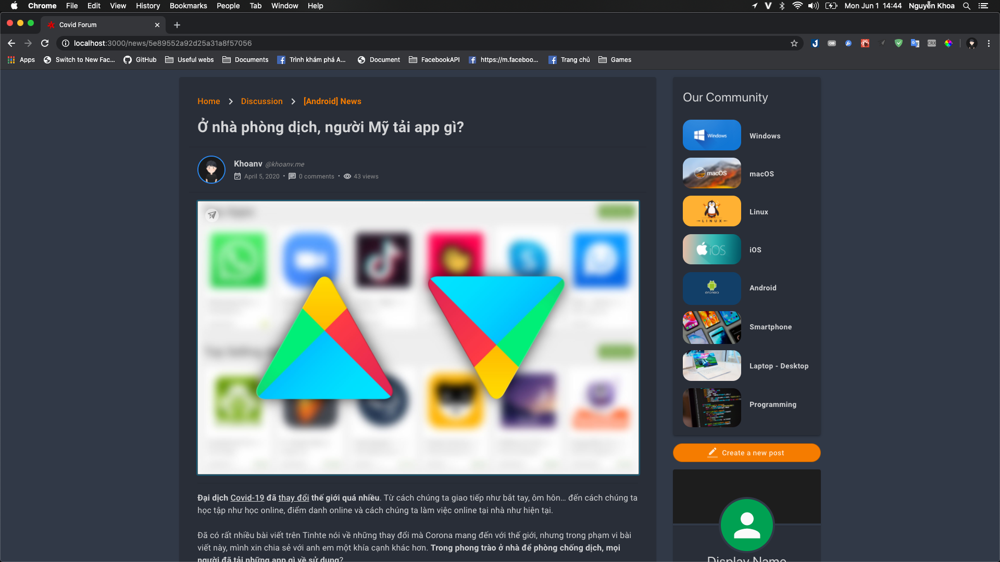 Chrome File Edit View History Bookmarks People Tab Window Help Mon Jun 1 14:44 Nguyễn Khoa
Covid Forum
localhost:3000/news/5e89552a92d25a31a8f57056
CRX
Apps Switch to New Fac... GitHub Useful webs Documents Trình khám phá A... Document FacebookAPI https://m.faceboo... Trang chủ Games
Home Discussion [Android] News
Ở nhà phòng dịch, người Mỹ tải app gì?
Khoanv @khoanv.me
April 5, 2020 • 0 comments • 43 views
Đại dịch Covid-19 đã thay đổi thế giới quá nhiều. Từ cách chúng ta giao tiếp như bắt tay, ôm hôn... đến cách chúng ta
học tập như học online, điểm danh online và cách chúng ta làm việc online tại nhà như hiện tại.
Đã có rất nhiều bài viết trên Tinhte nói về những thay đổi mà Corona mang đến với thế giới, nhưng trong phạm vi bài
viết này, mình xin chia sẻ với anh em một khía cạnh khác hơn. Trong phong trào ở nhà để phòng chống dịch, mọi
người đã tải những app gì về sử dụng?
Our Community
Windows Windows
macOS macOS
LINUX Linux
iOS iOS
android Android
Smartphone
Laptop - Desktop
Programming
Create a new post
Display Name